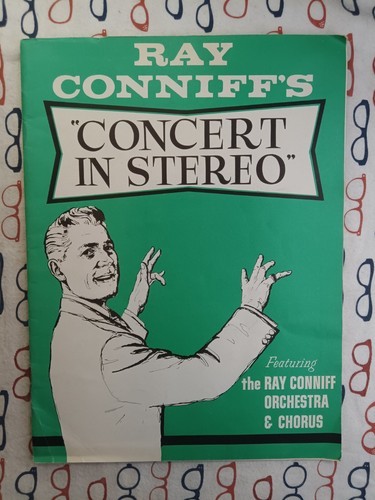 RAY
CONNIFF'S
"CONCERT
IN STEREO"
Featuring
the RAY CONNIFF
ORCHESTRA
& CHORUS